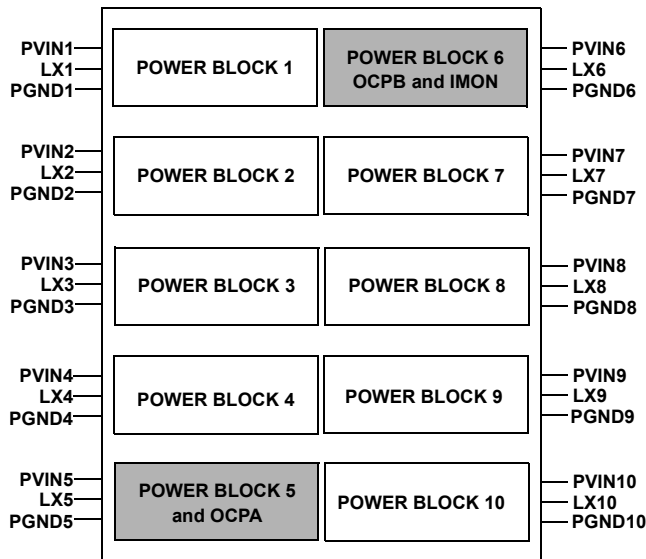 PVIN1
LX1
PGND1
POWER BLOCK 1
POWER BLOCK 6
OCPB and IMON
PVIN6
LX6
PGND6
PVIN2
LX2
PGND2
POWER BLOCK 2
POWER BLOCK 7
PVIN7
LX7
PGND7
PVIN3
LX3
PGND3
POWER BLOCK 3
POWER BLOCK 8
PVIN8
LX8
PGND8
PVIN4
LX4
PGND4
POWER BLOCK 4
POWER BLOCK 9
PVIN9
LX9
PGND9
PVIN5
LX5
PGND5
POWER BLOCK 5
and OCPA
POWER BLOCK 10
PVIN10
LX10
PGND10